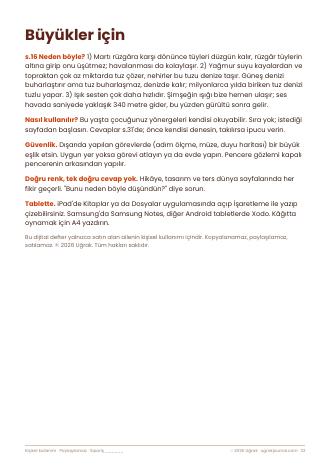 Büyükler için
s.16 Neden böyle? 1) Martı rüzgâra karşı dönünce tüyleri düzgün kalır, rüzgâr tüylerin
altına girip onu üşütmez; havalanması da kolaylaşır. 2) Yağmur suyu kayalardan ve
topraktan çok az miktarda tuz çözer, nehirler bu tuzu denize taşır. Güneş denizi
buharlaştırır ama tuz buharlaşmaz, denizde kalır; milyonlarca yılda biriken tuz denizi
tuzlu yapar. 3) Işık sesten çok daha hızlıdır. Şimşeğin ışığı bize hemen ulaşır; ses
havada saniyede yaklaşık 340 metre gider, bu yüzden gürültü sonra gelir.
Nasıl kullanılır? Bu yaşta çocuğunuz yönergeleri kendisi okuyabilir. Sıra yok; istediği
sayfadan başlasın. Cevaplar s.31'de; önce kendi denesin, takılırsa ipucu verin.
Güvenlik. Dışarıda yapılan görevlerde (adım ölçme, müze, duyu haritası) bir büyük
eşlik etsin. Uygun yer yoksa görevi atlayın ya da evde yapın. Pencere gözlemi kapalı
pencerenin arkasından yapılır.
Doğru renk, tek doğru cevap yok. Hikâye, tasarım ve ters dünya sayfalarında her
fikir geçerli. "Bunu neden böyle düşündün?" diye sorun.
Tablette. iPad'de Kitaplar ya da Dosyalar uygulamasında açıp İşaretleme ile yazıp
çizebilirsiniz. Samsung'da Samsung Notes, diğer Android tabletlerde Xodo. Kâğıtta
oynamak için A4 yazdırın.
Bu dijital defter yalnızca satın alan ailenin kişisel kullanımı içindir. Kopyalanamaz, paylaşılamaz,
satılamaz. © 2026 Uğrak. Tüm hakları saklıdır.
Kişisel kullanım · Paylaşılamaz · Sipariş ______
© 2026 Uğrak · ugrakjournal.com · 32